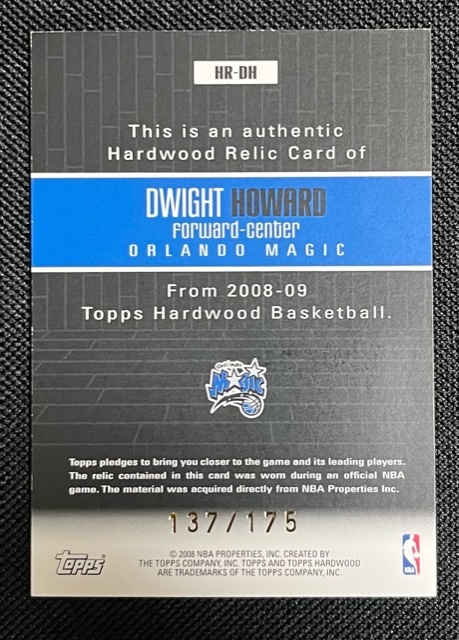 HR-DH
This is an authentic
Hardwood Relic Card of
DWIGHT HOWARD
forward-center
ORLANDO MAGIC
From 2008-09
Topps Hardwood Basketball.
Magic
Topps pledges to bring you closer to the game and its leading players.
The relic contained in this card was worn during an official NBA
game. The material was acquired directly from NBA Properties Inc.
137/175
© 2008 NBA PROPERTIES, INC. CREATED BY
THE TOPPS COMPANY, INC. TOPPS AND TOPPS HARDWOOD
ARE TRADEMARKS OF THE TOPPS COMPANY, INC.
topps
NBA